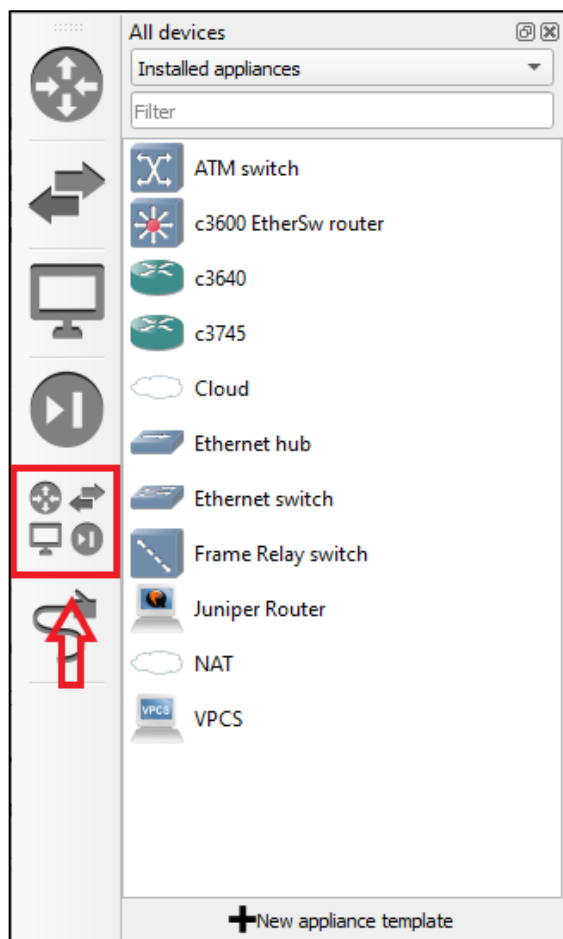 All devices
Installed appliances
Filter
ATM switch
c3600 EtherSw router
c3640
c3745
Cloud
Ethernet hub
Ethernet switch
Frame Relay switch
Juniper Router
NAT
VPCS
VPCS
New appliance template